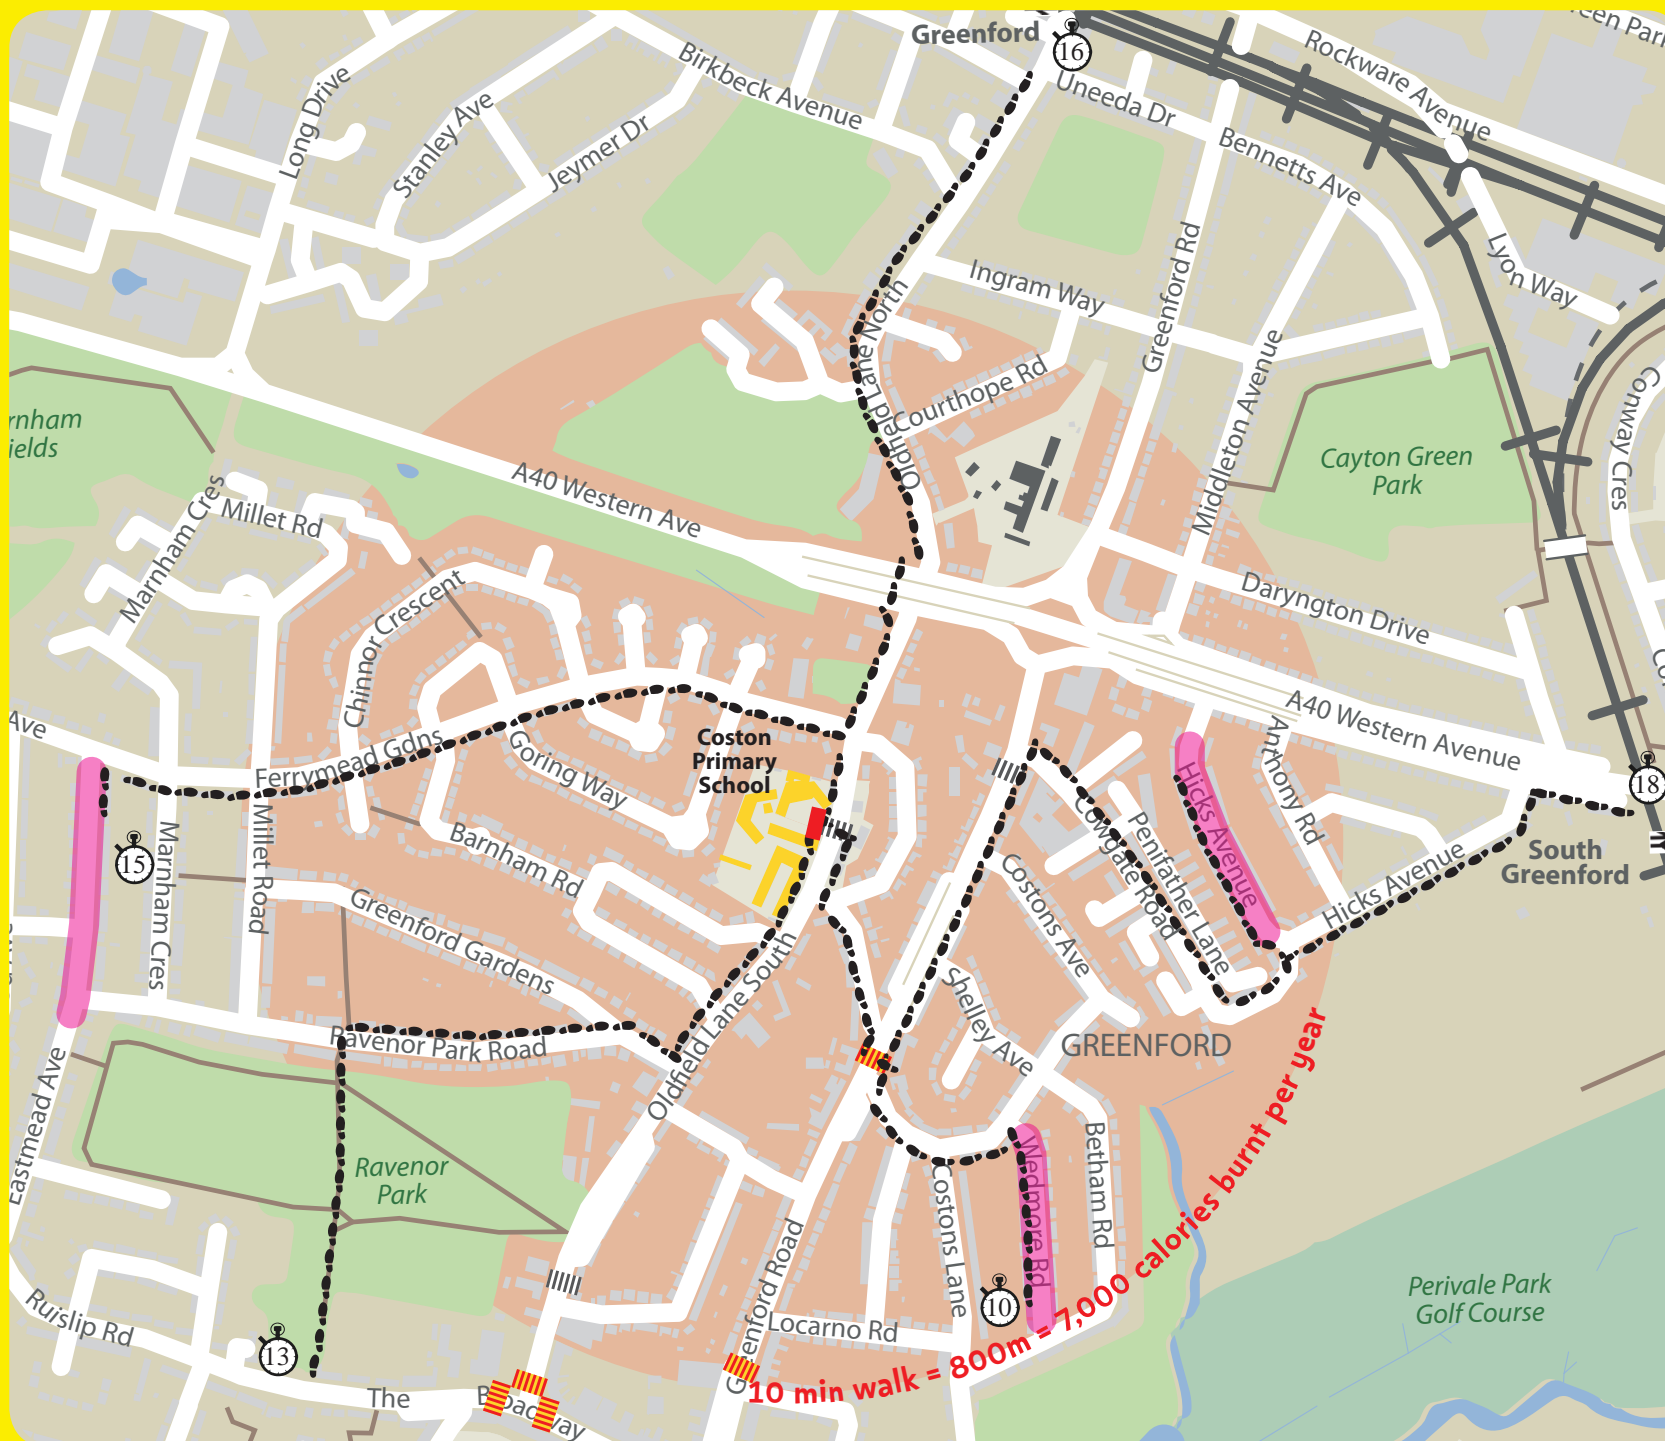 Greenford
16
Rockware Avenue
Uneeda Dr
Birkbeck Avenue
Long Drive
Stanley Ave
Jeymer Dr
Bennetts Ave
Lyon Way
Ingram Way
Greenford Rd
Oldfield Lane North
Oldfield Lane
Courthope Rd
Middleton Avenue
Conway Cres
Cayton Green
Park
rnham
ields
A40 Western Ave
Marnham Cres
Millet Rd
Chinnor Crescent
Daryngton Drive
Ave
Ferrymead Gdns
Goring Way
Coston
Primary
School
A40 Western Avenue
Anthony Rd
Hicks Avenue
18
15
Marnham Cres
Millet Road
Barnham Rd
Cowgate Road
Penifather Lane
Costons Ave
Hicks Avenue
South
Greenford
Greenford Gardens
Oldfield Lane South
Shelley Ave
GREENFORD
Ravenor Park Road
Eastmead Ave
Ravenor
Park
Wedmore Rd
Betham Rd
Costons Lane
Greenford Road
Locarno Rd
10
13
Ruislip Rd
The
Broadway
Perivale Park
Golf Course
10 min walk = 800m = 7,000 calories burnt per year